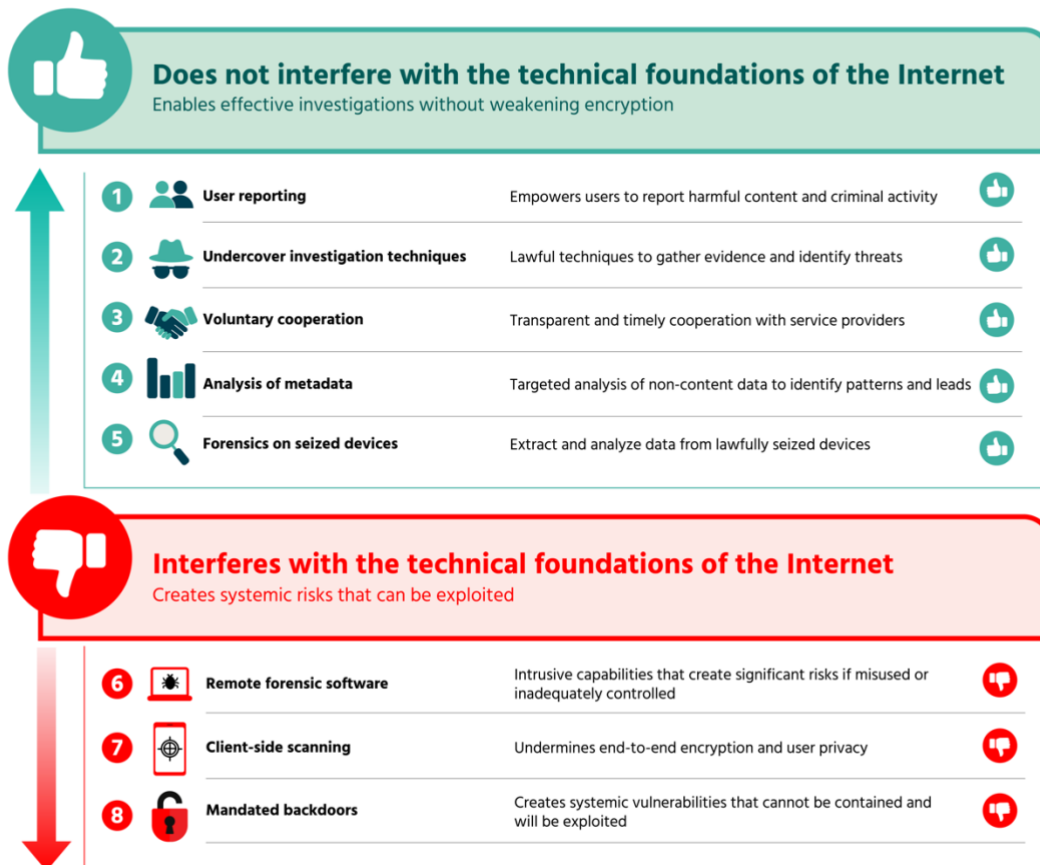 Does not interfere with the technical foundations of the Internet
Enables effective investigations without weakening encryption
1 User reporting Empowers users to report harmful content and criminal activity
2 Undercover investigation techniques Lawful techniques to gather evidence and identify threats
3 Voluntary cooperation Transparent and timely cooperation with service providers
4 Analysis of metadata Targeted analysis of non-content data to identify patterns and leads
5 Forensics on seized devices Extract and analyze data from lawfully seized devices
Interferes with the technical foundations of the Internet
Creates systemic risks that can be exploited
6 Remote forensic software Intrusive capabilities that create significant risks if misused or
inadequately controlled
7 Client-side scanning Undermines end-to-end encryption and user privacy
8 Mandated backdoors Creates systemic vulnerabilities that cannot be contained and
will be exploited